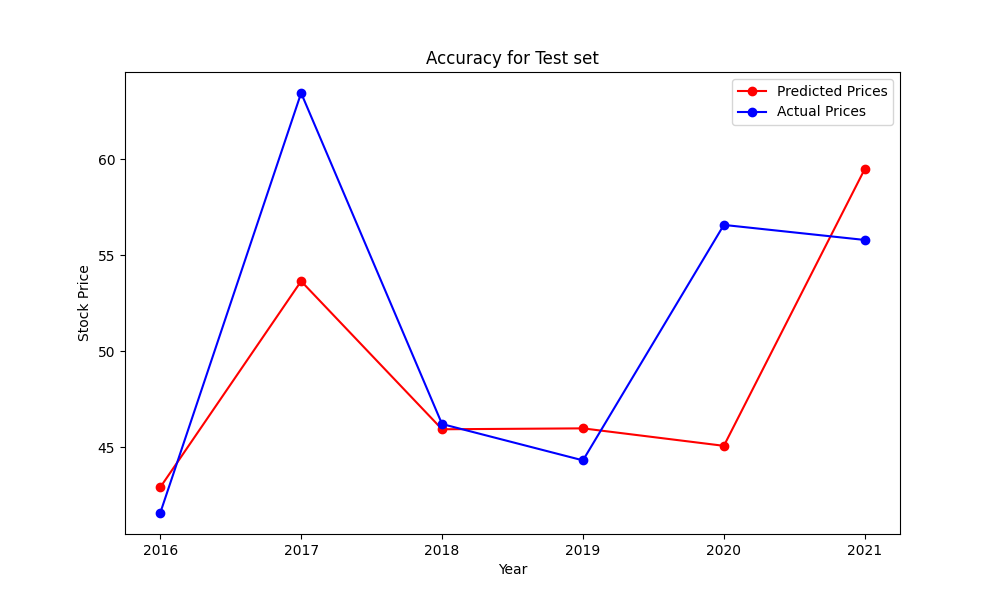 Accuracy for Test set
Predicted Prices
Actual Prices
60
55
50
45
Stock Price
2016 2017 2018 2019 2020 2021
Year